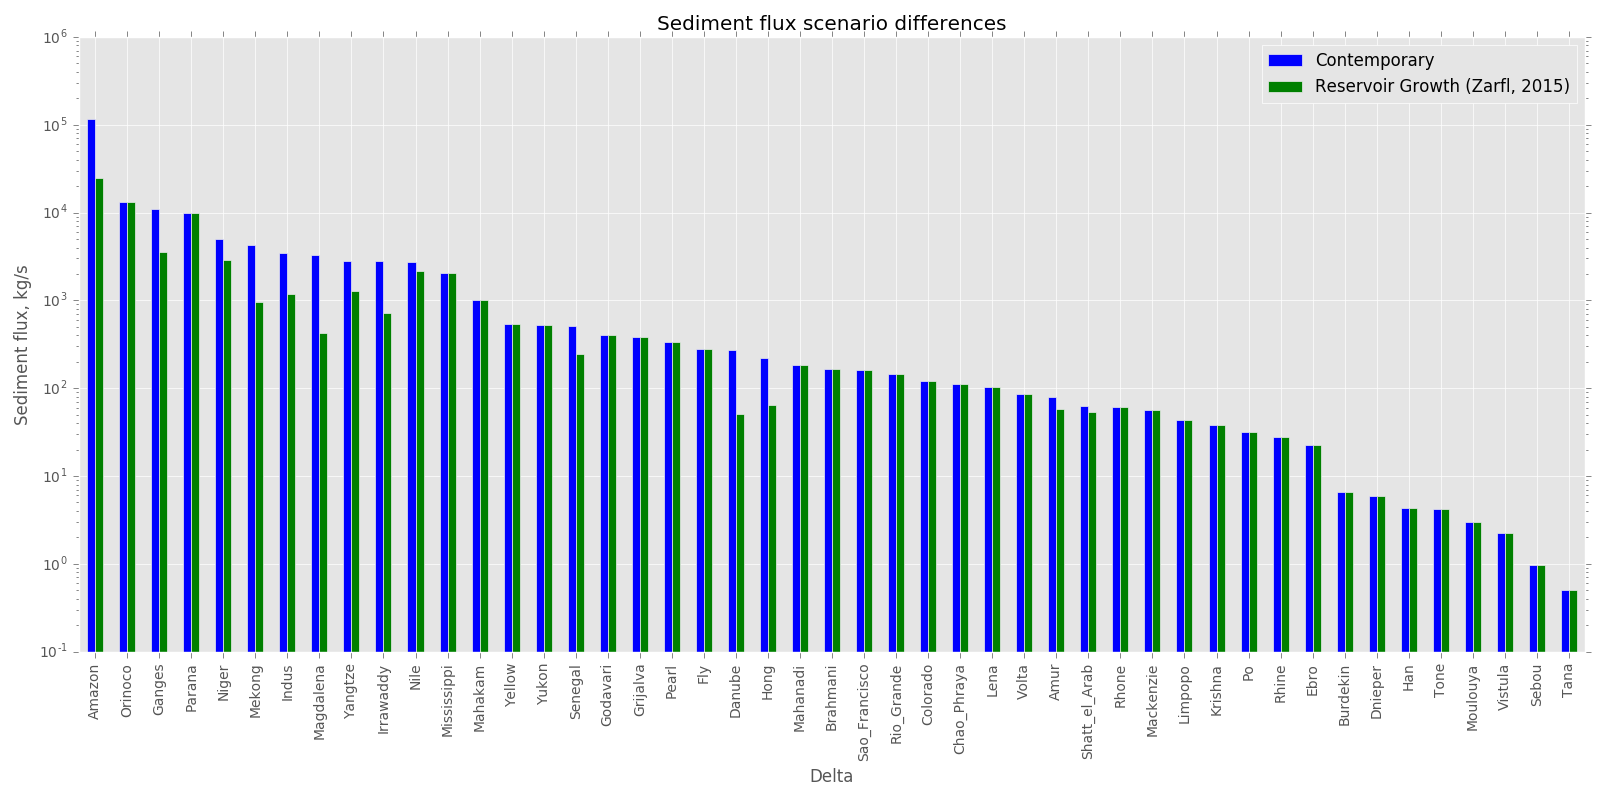 Sediment flux scenario differences
Contemporary
Reservoir Growth (Zarfl, 2015)
Sediment flux, kg/s
10^6
10^5
10^4
10^3
10^2
10^1
10^0
10^-1
Amazon
Orinoco
Ganges
Parana
Niger
Mekong
Indus
Magdalena
Yangtze
Irrawaddy
Nile
Mississippi
Mahakam
Yellow
Yukon
Senegal
Godavari
Grijalva
Pearl
Fly
Danube
Hong
Mahanadi
Brahmani
Sao_Francisco
Rio_Grande
Colorado
Chao_Phraya
Lena
Volta
Amur
Shatt_el_Arab
Rhone
Mackenzie
Limpopo
Krishna
Po
Rhine
Ebro
Burdekin
Dnieper
Han
Tone
Moulouya
Vistula
Sebou
Tana
Delta